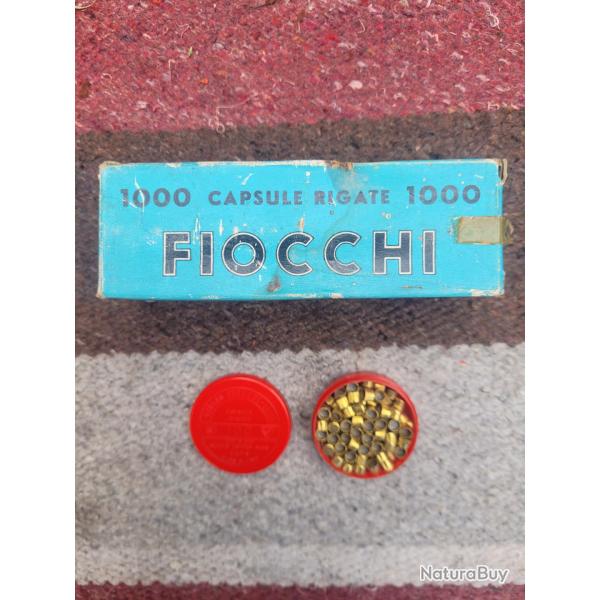 1000 CAPSULE RIGATE 1000
FIOCCHI
NaturaBuy